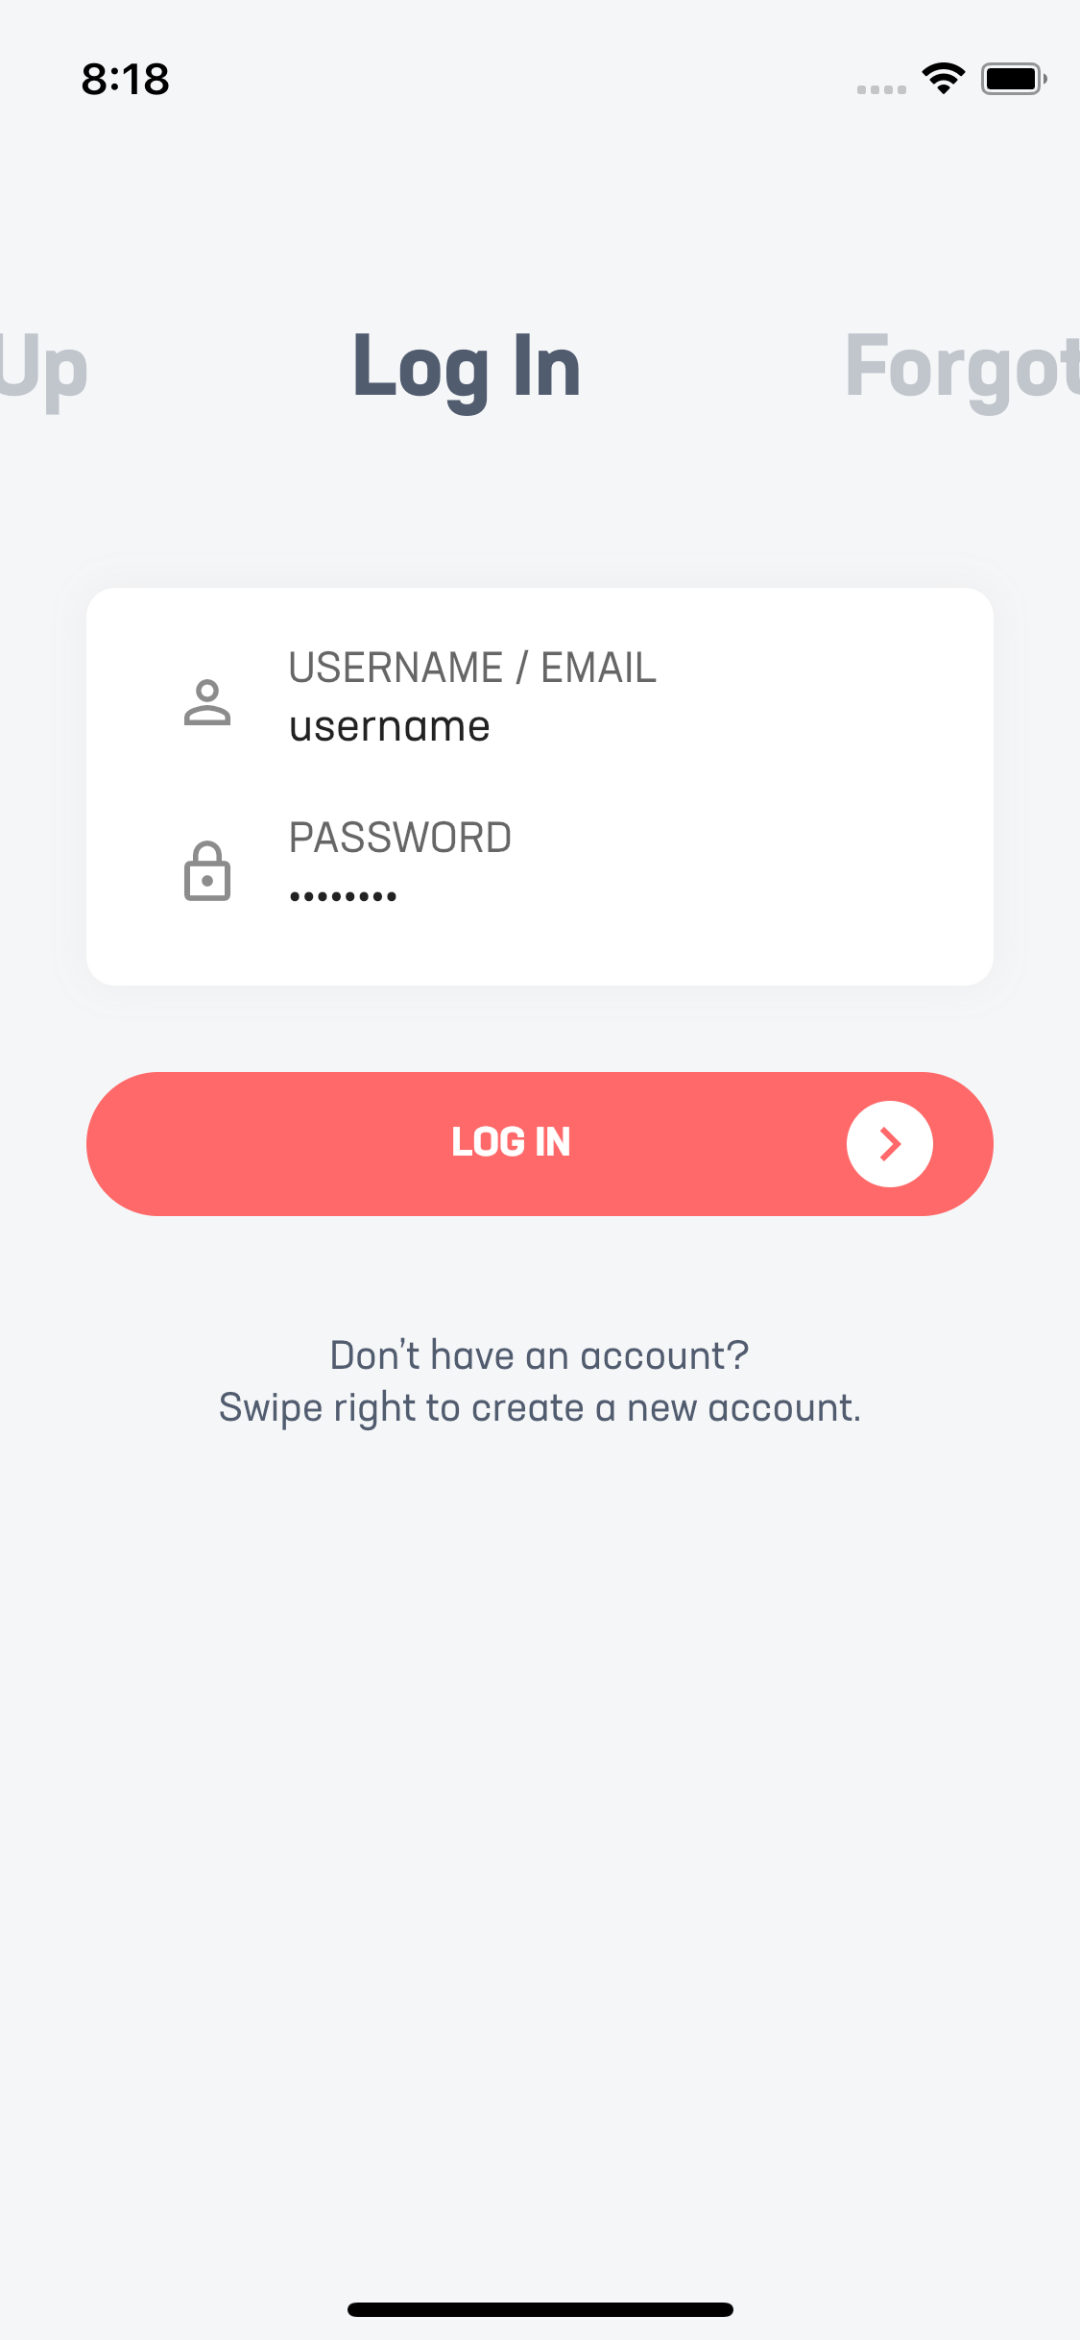 8:18
Up
Log In
Forgot
USERNAME / EMAIL
username
PASSWORD
••••••••
LOG IN
Don't have an account?
Swipe right to create a new account.